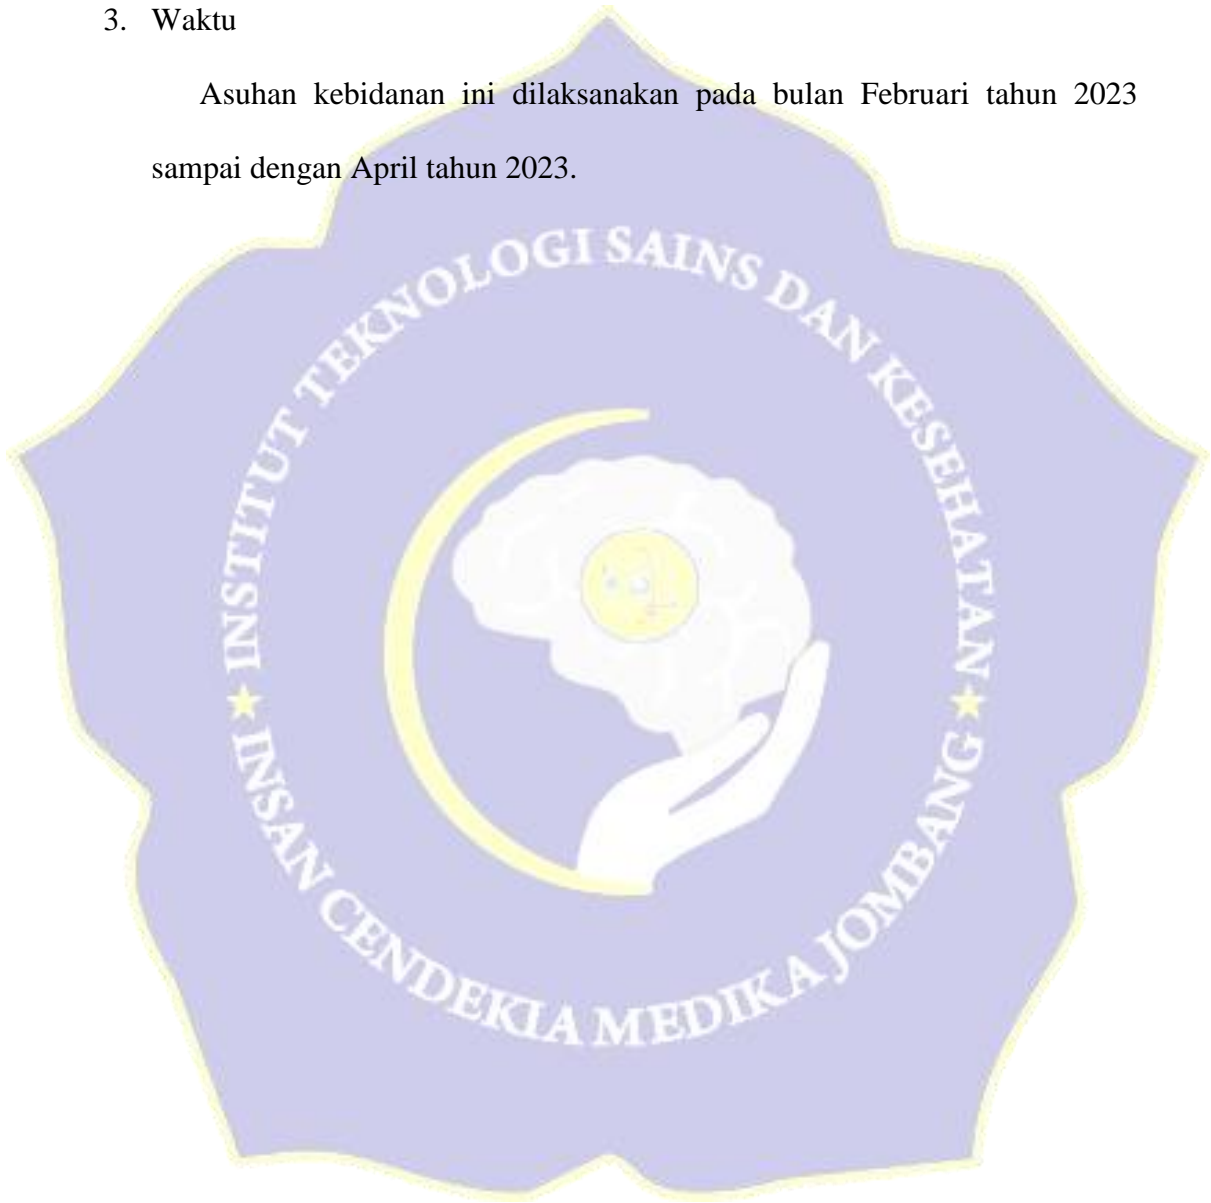 3. Waktu
Asuhan kebidanan ini dilaksanakan pada bulan Februari tahun 2023
sampai dengan April tahun 2023.
INSTITUT TEKNOLOGI SAINS DAN KESEHATAN
INSAN CENDEKIA MEDIKA JOMBANG